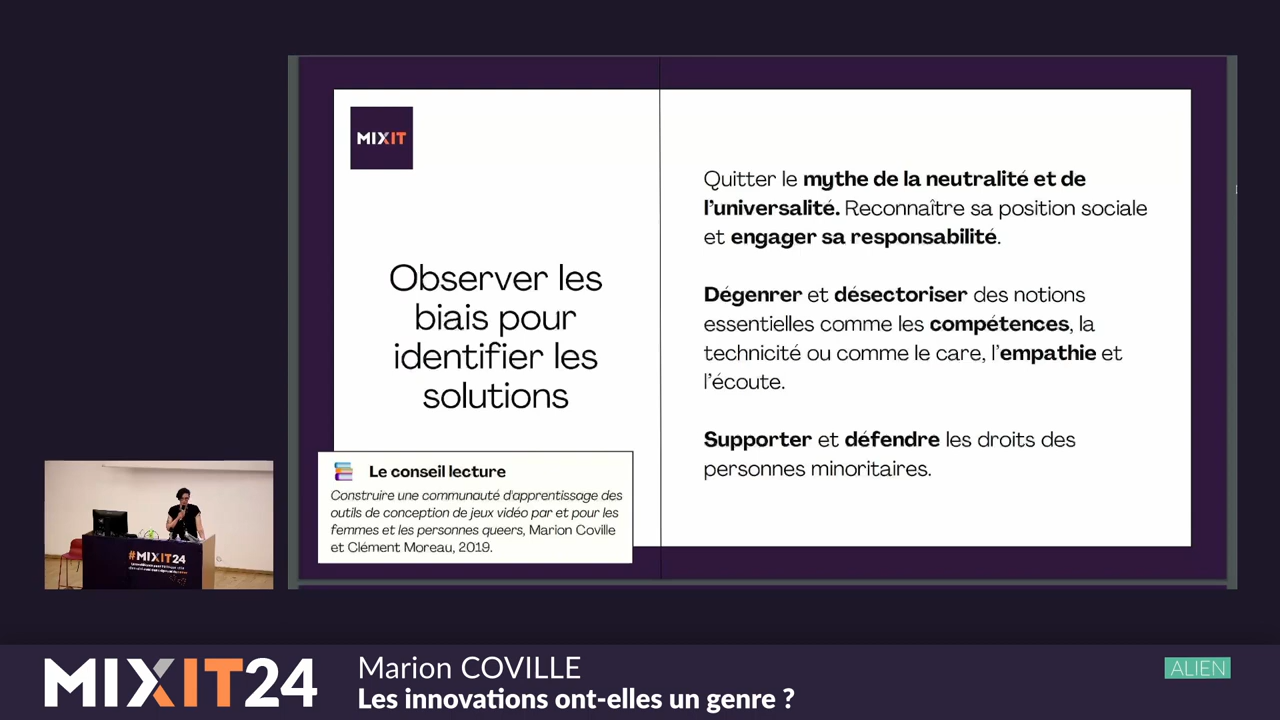 MIXIT
Observer les
biais pour
identifier les
solutions
Le conseil lecture
Construire une communauté d'apprentissage des
outils de conception de jeux vidéo par et pour les
femmes et les personnes queers, Marion Coville
et Clément Moreau, 2019.
Quitter le mythe de la neutralité et de
l'universalité. Reconnaître sa position sociale
et engager sa responsabilité.
Dégenrer et désectoriser des notions
essentielles comme les compétences, la
technicité ou comme le care, l'empathie et
l'écoute.
Supporter et défendre les droits des
personnes minoritaires.
#MIXIT24
MIXIT24
Marion COVILLE
Les innovations ont-elles un genre ?
ALIEN